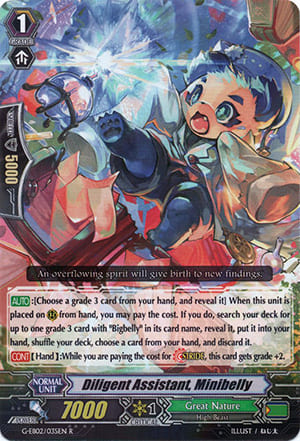 1
5000
An overflowing spirit will give birth to new findings.
AUTO:[Choose a grade 3 card from your hand, and reveal it] When this unit is
placed on from your hand, you may pay the cost. If you do, search your deck for
up to one grade 3 card with "Bigbelly" in its card name, reveal it, put it into your
hand, shuffle your deck, choose a card from your hand, and discard it.
CONT [Hand]:While you are paying the cost for STRIDE, this card gets grade +2.
NORMAL
UNIT
Diligent Assistant, Minibelly
POWER
7000
1
CRITICAL
Great Nature
High Beast
G-EB02/035EN R
ILLUST /